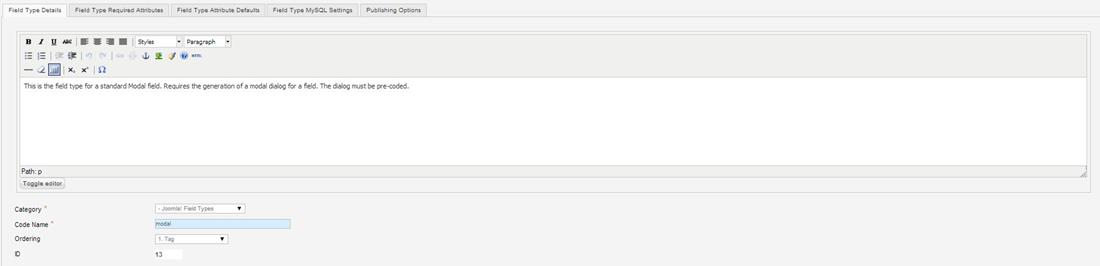 Field Type Details Field Type Required Attributes Field Type Attribute Defaults Field Type MySQL Settings Publishing Options
B I U ABC Styles Paragraph
HTML
This is the field type for a standard Modal field. Requires the generation of a modal dialog for a field. The dialog must be pre-coded.
Path: p
Toggle editor
Category * - Joomla! Field Types
Code Name * modal
Ordering 1. Tag
ID 13